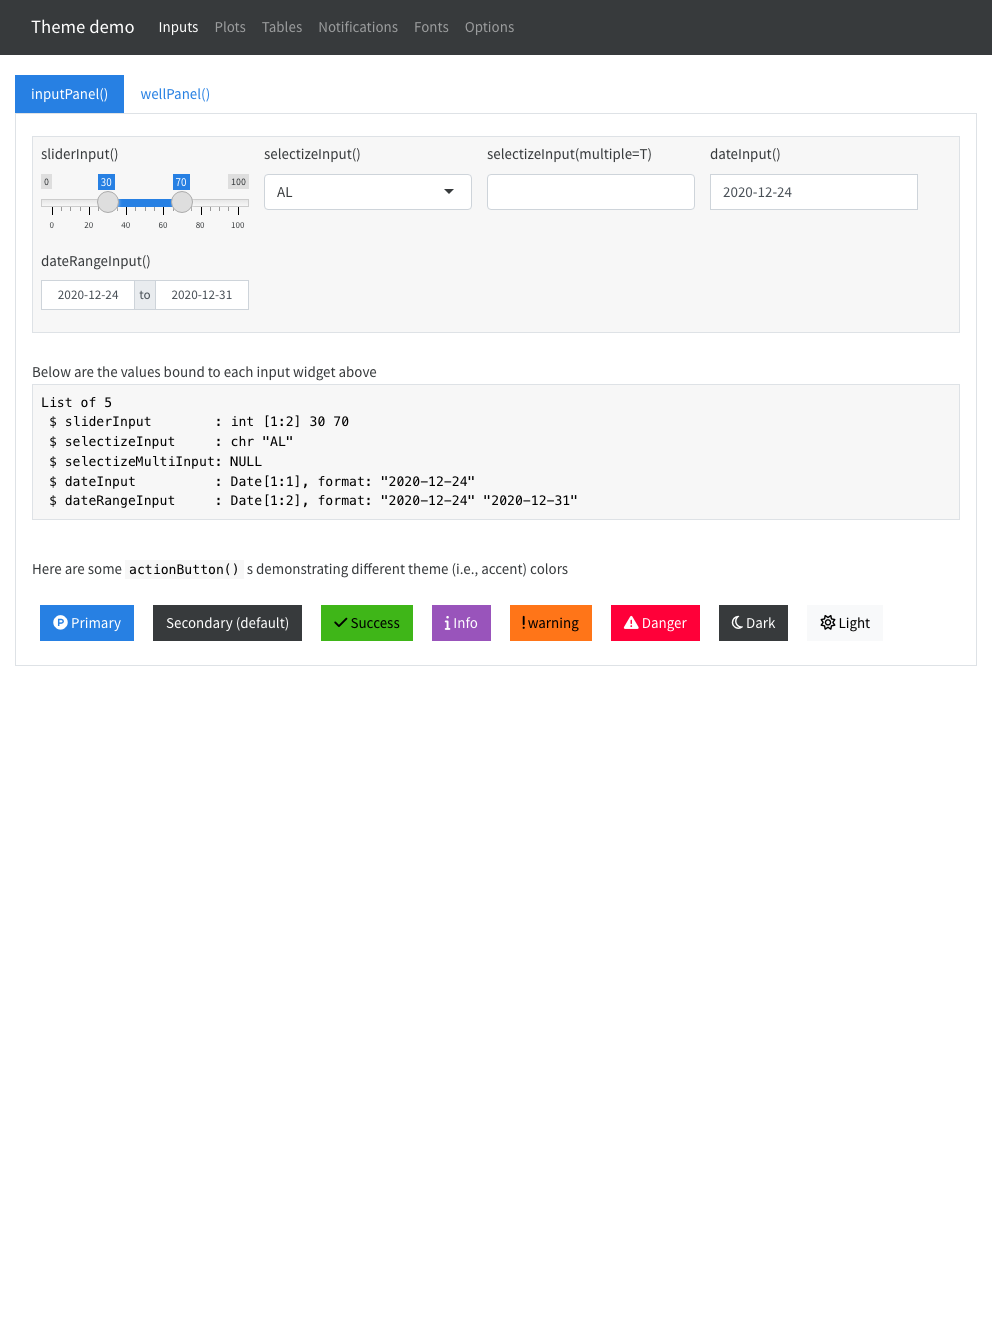 Theme demo Inputs Plots Tables Notifications Fonts Options
inputPanel() wellPanel()
sliderInput() selectizeInput() selectizeInput(multiple=T) dateInput()
0 30 70 100
AL
2020-12-24
0 20 40 60 80 100
dateRangeInput()
2020-12-24 to 2020-12-31
Below are the values bound to each input widget above
List of 5
 $ sliderInput        : int [1:2] 30 70
 $ selectizeInput     : chr "AL"
 $ selectizeMultiInput: NULL
 $ dateInput          : Date[1:1], format: "2020-12-24"
 $ dateRangeInput     : Date[1:2], format: "2020-12-24" "2020-12-31"
Here are some actionButton() s demonstrating different theme (i.e., accent) colors
Primary Secondary (default) Success Info warning Danger Dark Light